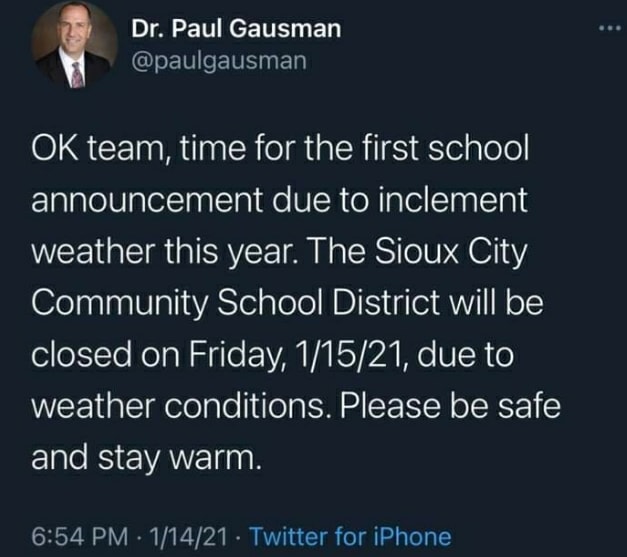 Dr. Paul Gausman
@paulgausman
OK team, time for the first school
announcement due to inclement
weather this year. The Sioux City
Community School District will be
closed on Friday, 1/15/21, due to
weather conditions. Please be safe
and stay warm.
6:54 PM · 1/14/21 · Twitter for iPhone